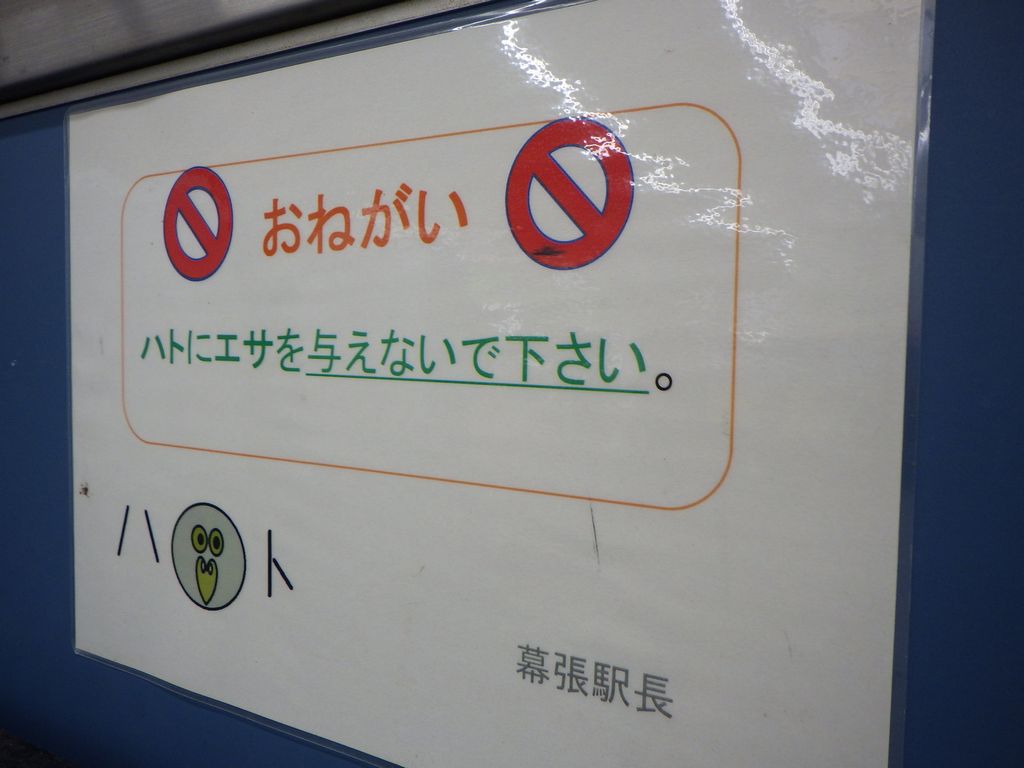 おねがい
ハトにエサを与えないで下さい。
ハ ト
幕張駅長